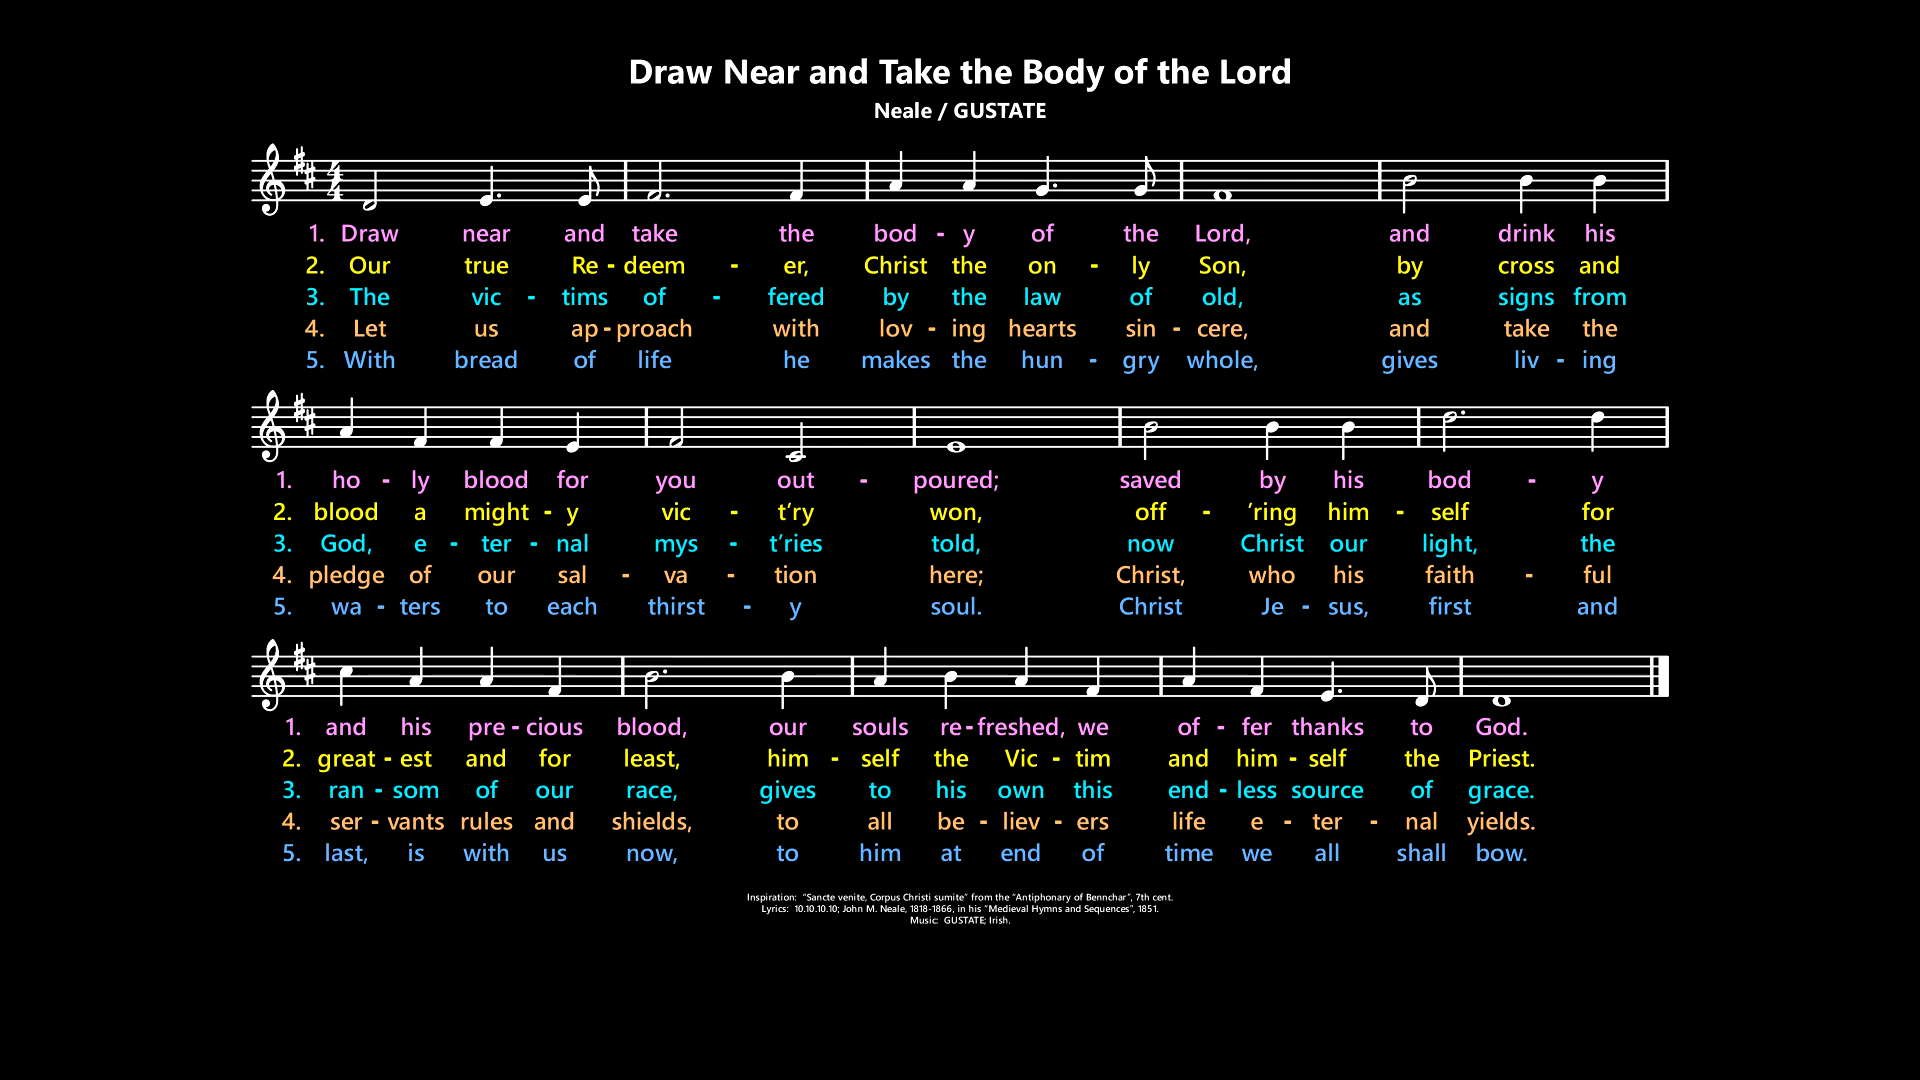 Draw Near and Take the Body of the Lord
Neale / GUSTATE
1. Draw near and take the bod - y of the Lord, and drink his
2. Our true Re - deem - er, Christ the on - ly Son, by cross and
3. The vic - tims of - fered by the law of old, as signs from
4. Let us ap - proach with lov - ing hearts sin - cere, and take the
5. With bread of life he makes the hun - gry whole, gives liv - ing
1. ho - ly blood for you out - poured; saved by his bod - y
2. blood a might - y vic - t’ry won, off - ‘ring him - self for
3. God, e - ter - nal mys - t’ries told, now Christ our light, the
4. pledge of our sal - va - tion here; Christ, who his faith - ful
5. wa - ters to each thirst - y soul. Christ Je - sus, first and
1. and his pre - cious blood, our souls re - freshed, we of - fer thanks to God.
2. great - est and for least, him - self the Vic - tim and him - self the Priest.
3. ran - som of our race, gives to his own this end - less source of grace.
4. ser - vants rules and shields, to all be - liev - ers life e - ter - nal yields.
5. last, is with us now, to him at end of time we all shall bow.
Inspiration: “Sancte venite, Corpus Christi sumite” from the “Antiphonary of Bennchar”, 7th cent.
Lyrics: 10.10.10.10; John M. Neale, 1818-1866, in his “Medieval Hymns and Sequences”, 1851.
Music: GUSTATE; Irish.